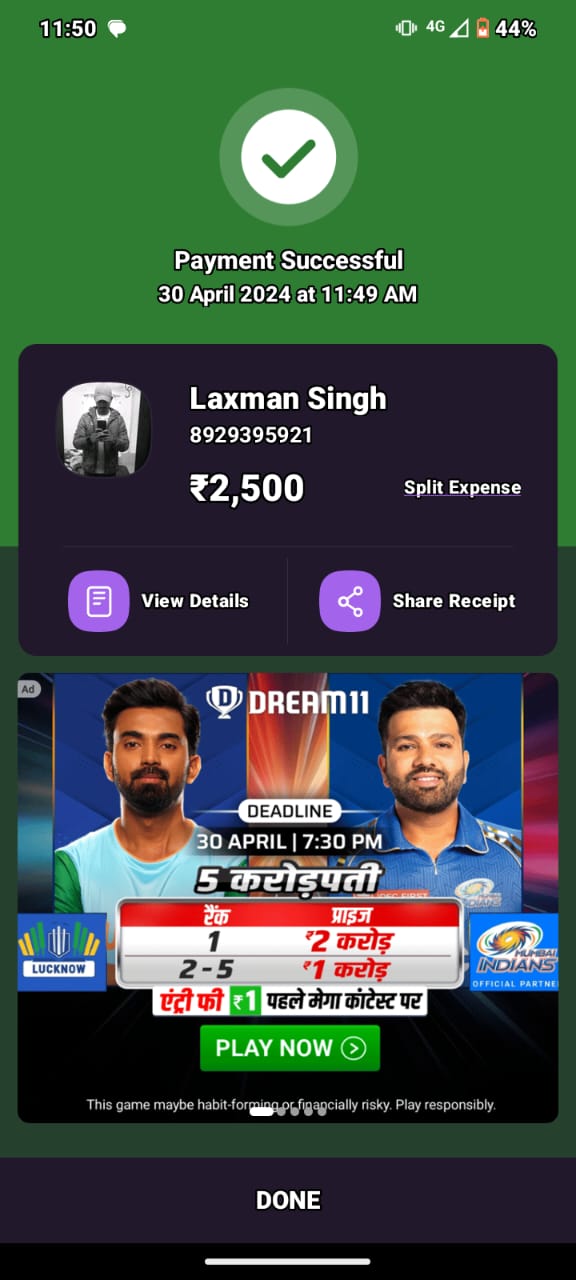 11:50
4G 44%
Payment Successful
30 April 2024 at 11:49 AM
Laxman Singh
8929395921
₹2,500
Split Expense
View Details
Share Receipt
Ad
DREAM11
DEADLINE
30 APRIL | 7:30 PM
5 करोड़पती
रैंक प्राइज
1 ₹2 करोड़
2 - 5 ₹1 करोड़
LUCKNOW
MUMBAI
INDIANS
OFFICIAL PARTNE
एंट्री फी ₹1 पहले मेगा कांटेस्ट पर
PLAY NOW
This game maybe habit-forming or financially risky. Play responsibly.
DONE